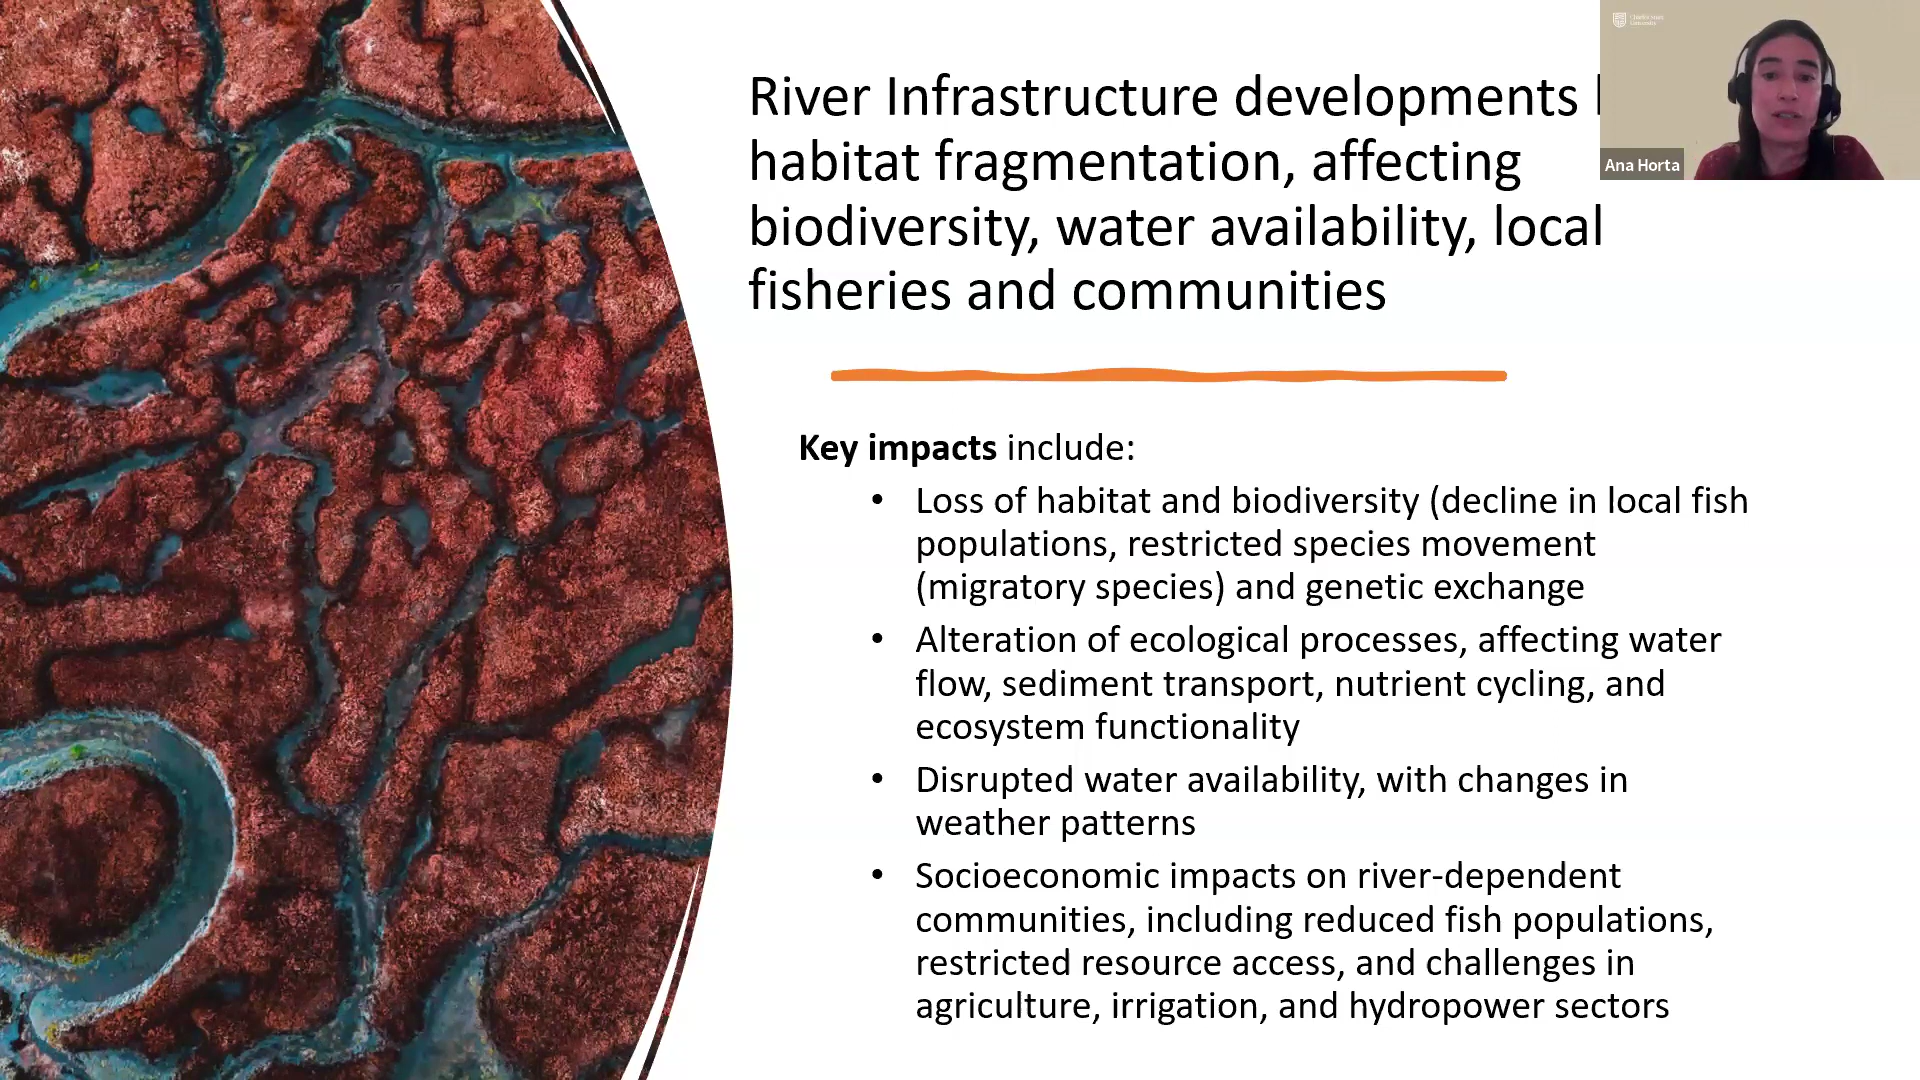 River Infrastructure developments
habitat fragmentation, affecting
biodiversity, water availability, local
fisheries and communities
Charles Sturt
University
Ana Horta
Key impacts include:
• Loss of habitat and biodiversity (decline in local fish
populations, restricted species movement
(migratory species) and genetic exchange
• Alteration of ecological processes, affecting water
flow, sediment transport, nutrient cycling, and
ecosystem functionality
• Disrupted water availability, with changes in
weather patterns
• Socioeconomic impacts on river-dependent
communities, including reduced fish populations,
restricted resource access, and challenges in
agriculture, irrigation, and hydropower sectors